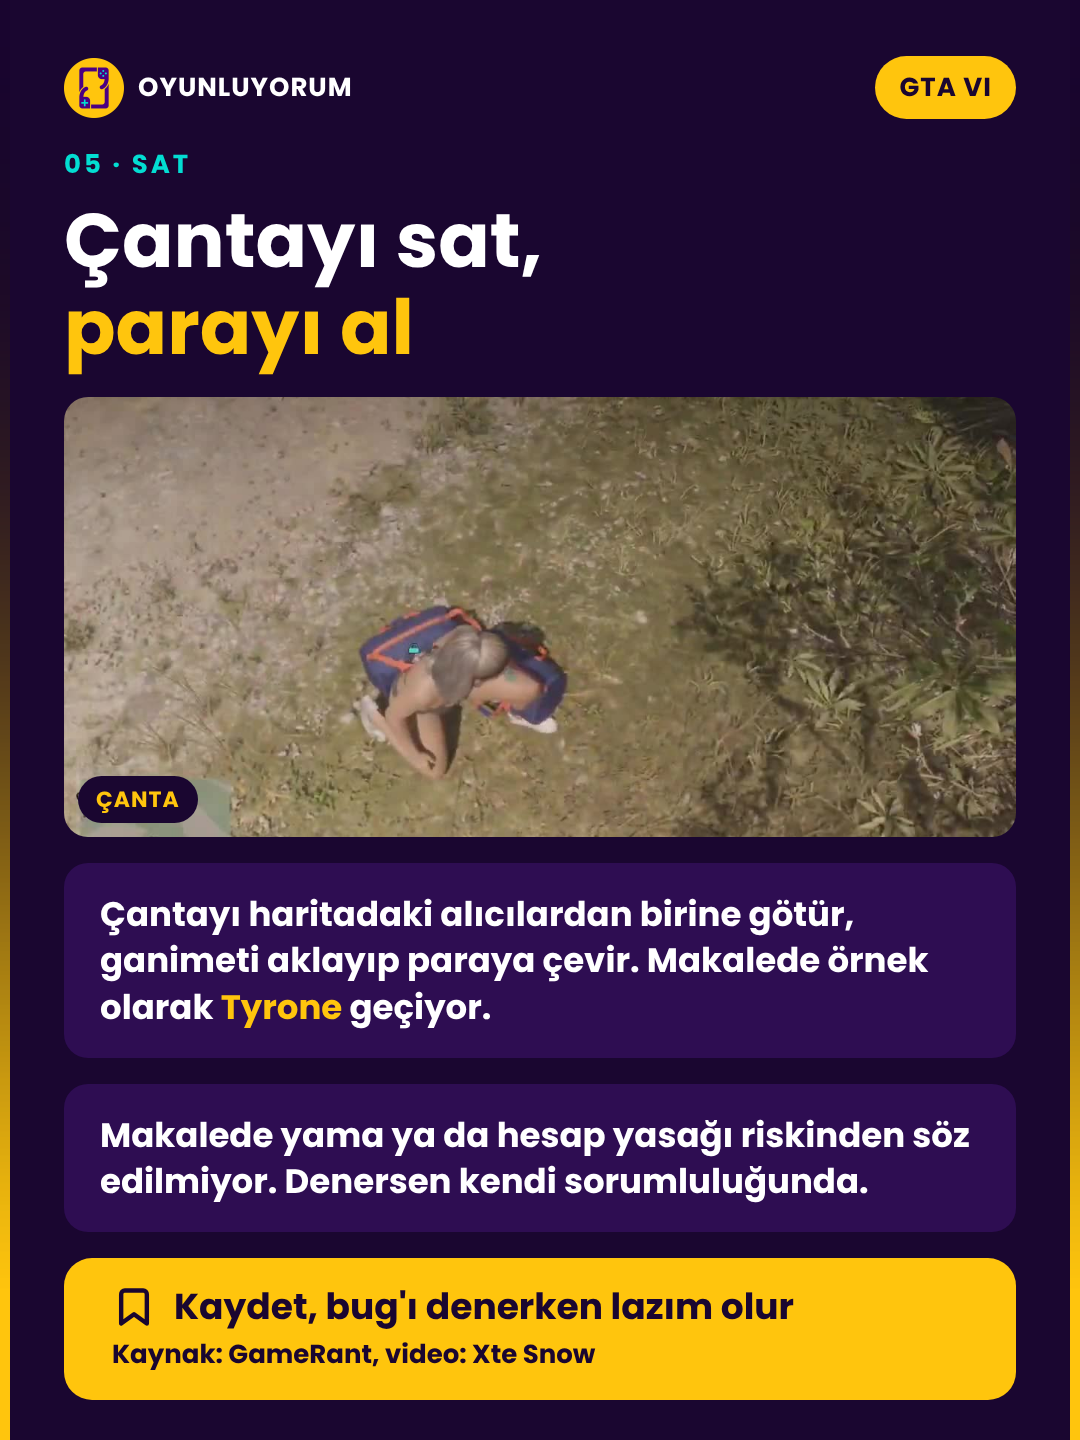 OYUNLUYORUM
GTA VI
05 · SAT
Çantayı sat,
parayı al
ÇANTA
Çantayı haritadaki alıcılardan birine götür,
ganimeti aklayıp paraya çevir. Makalede örnek
olarak Tyrone geçiyor.
Makalede yama ya da hesap yasağı riskinden söz
edilmiyor. Denersen kendi sorumluluğunda.
Kaydet, bug'ı denerken lazım olur
Kaynak: GameRant, video: Xte Snow